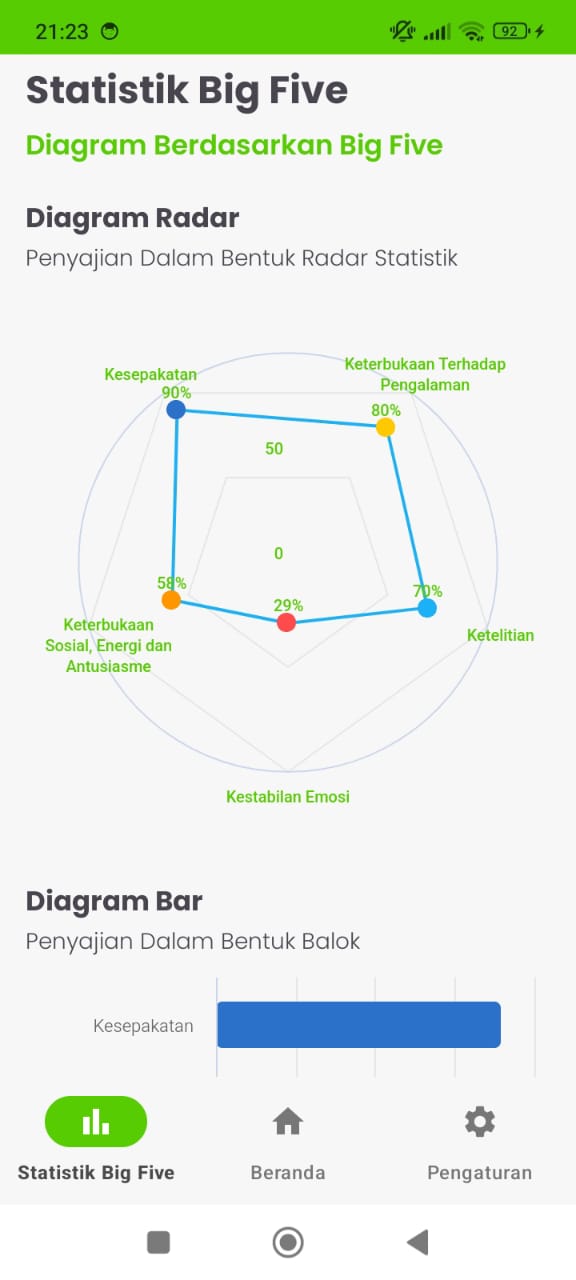 21:23
92
Statistik Big Five
Diagram Berdasarkan Big Five
Diagram Radar
Penyajian Dalam Bentuk Radar Statistik
Keterbukaan Terhadap
Pengalaman
Kesepakatan
90%
80%
50
0
58%
70%
29%
Keterbukaan
Sosial, Energi dan
Antusiasme
Ketelitian
Kestabilan Emosi
Diagram Bar
Penyajian Dalam Bentuk Balok
Kesepakatan
Statistik Big Five
Beranda
Pengaturan